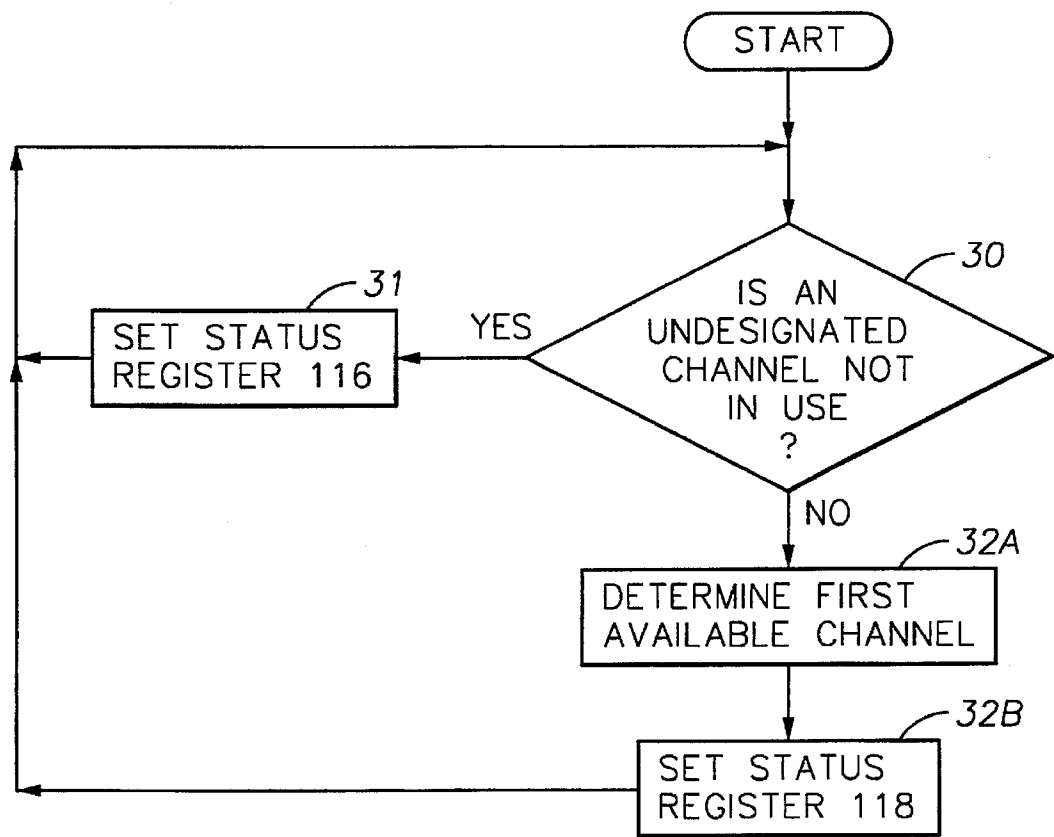 START
30
IS AN
UNDESIGNATED
CHANNEL NOT
IN USE
?
YES
31
SET STATUS
REGISTER 116
NO
32A
DETERMINE FIRST
AVAILABLE CHANNEL
32B
SET STATUS
REGISTER 118